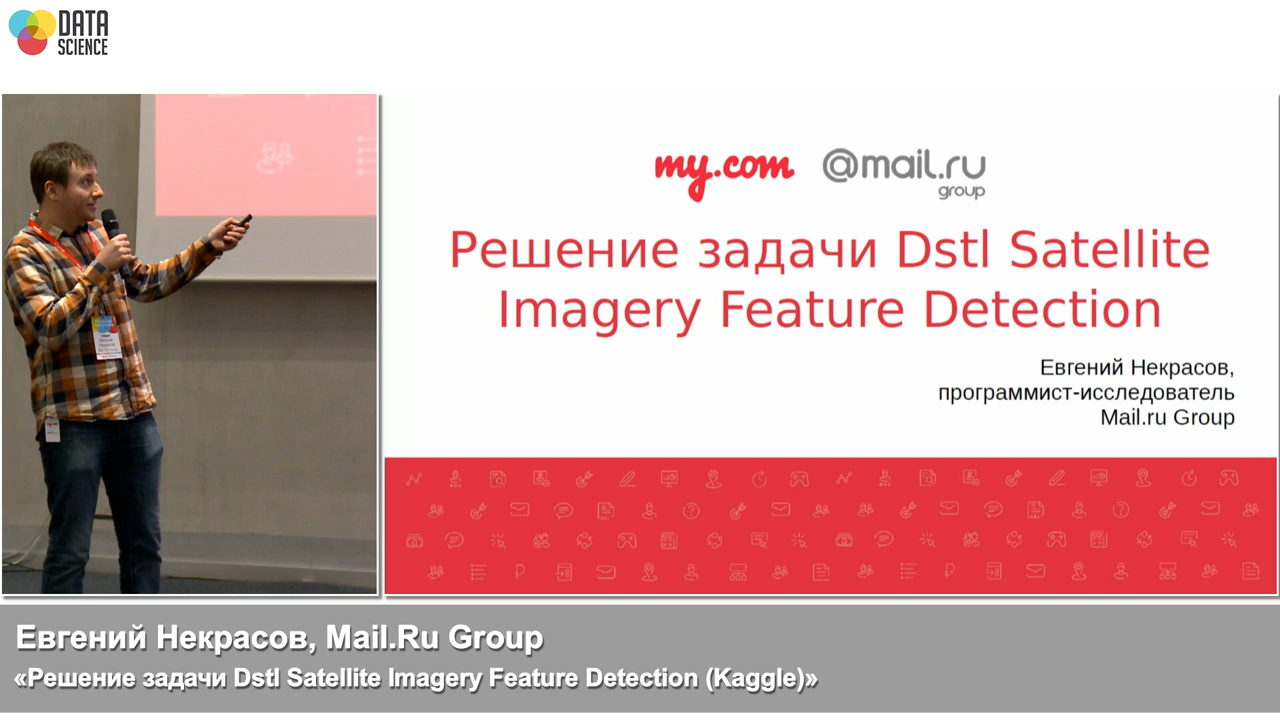 DATA
SCIENCE
my.com @mail.ru
group
Решение задачи Dstl Satellite
Imagery Feature Detection
Евгений Некрасов,
программист-исследователь
Mail.ru Group
Евгений Некрасов, Mail.Ru Group
«Решение задачи Dstl Satellite Imagery Feature Detection (Kaggle)»